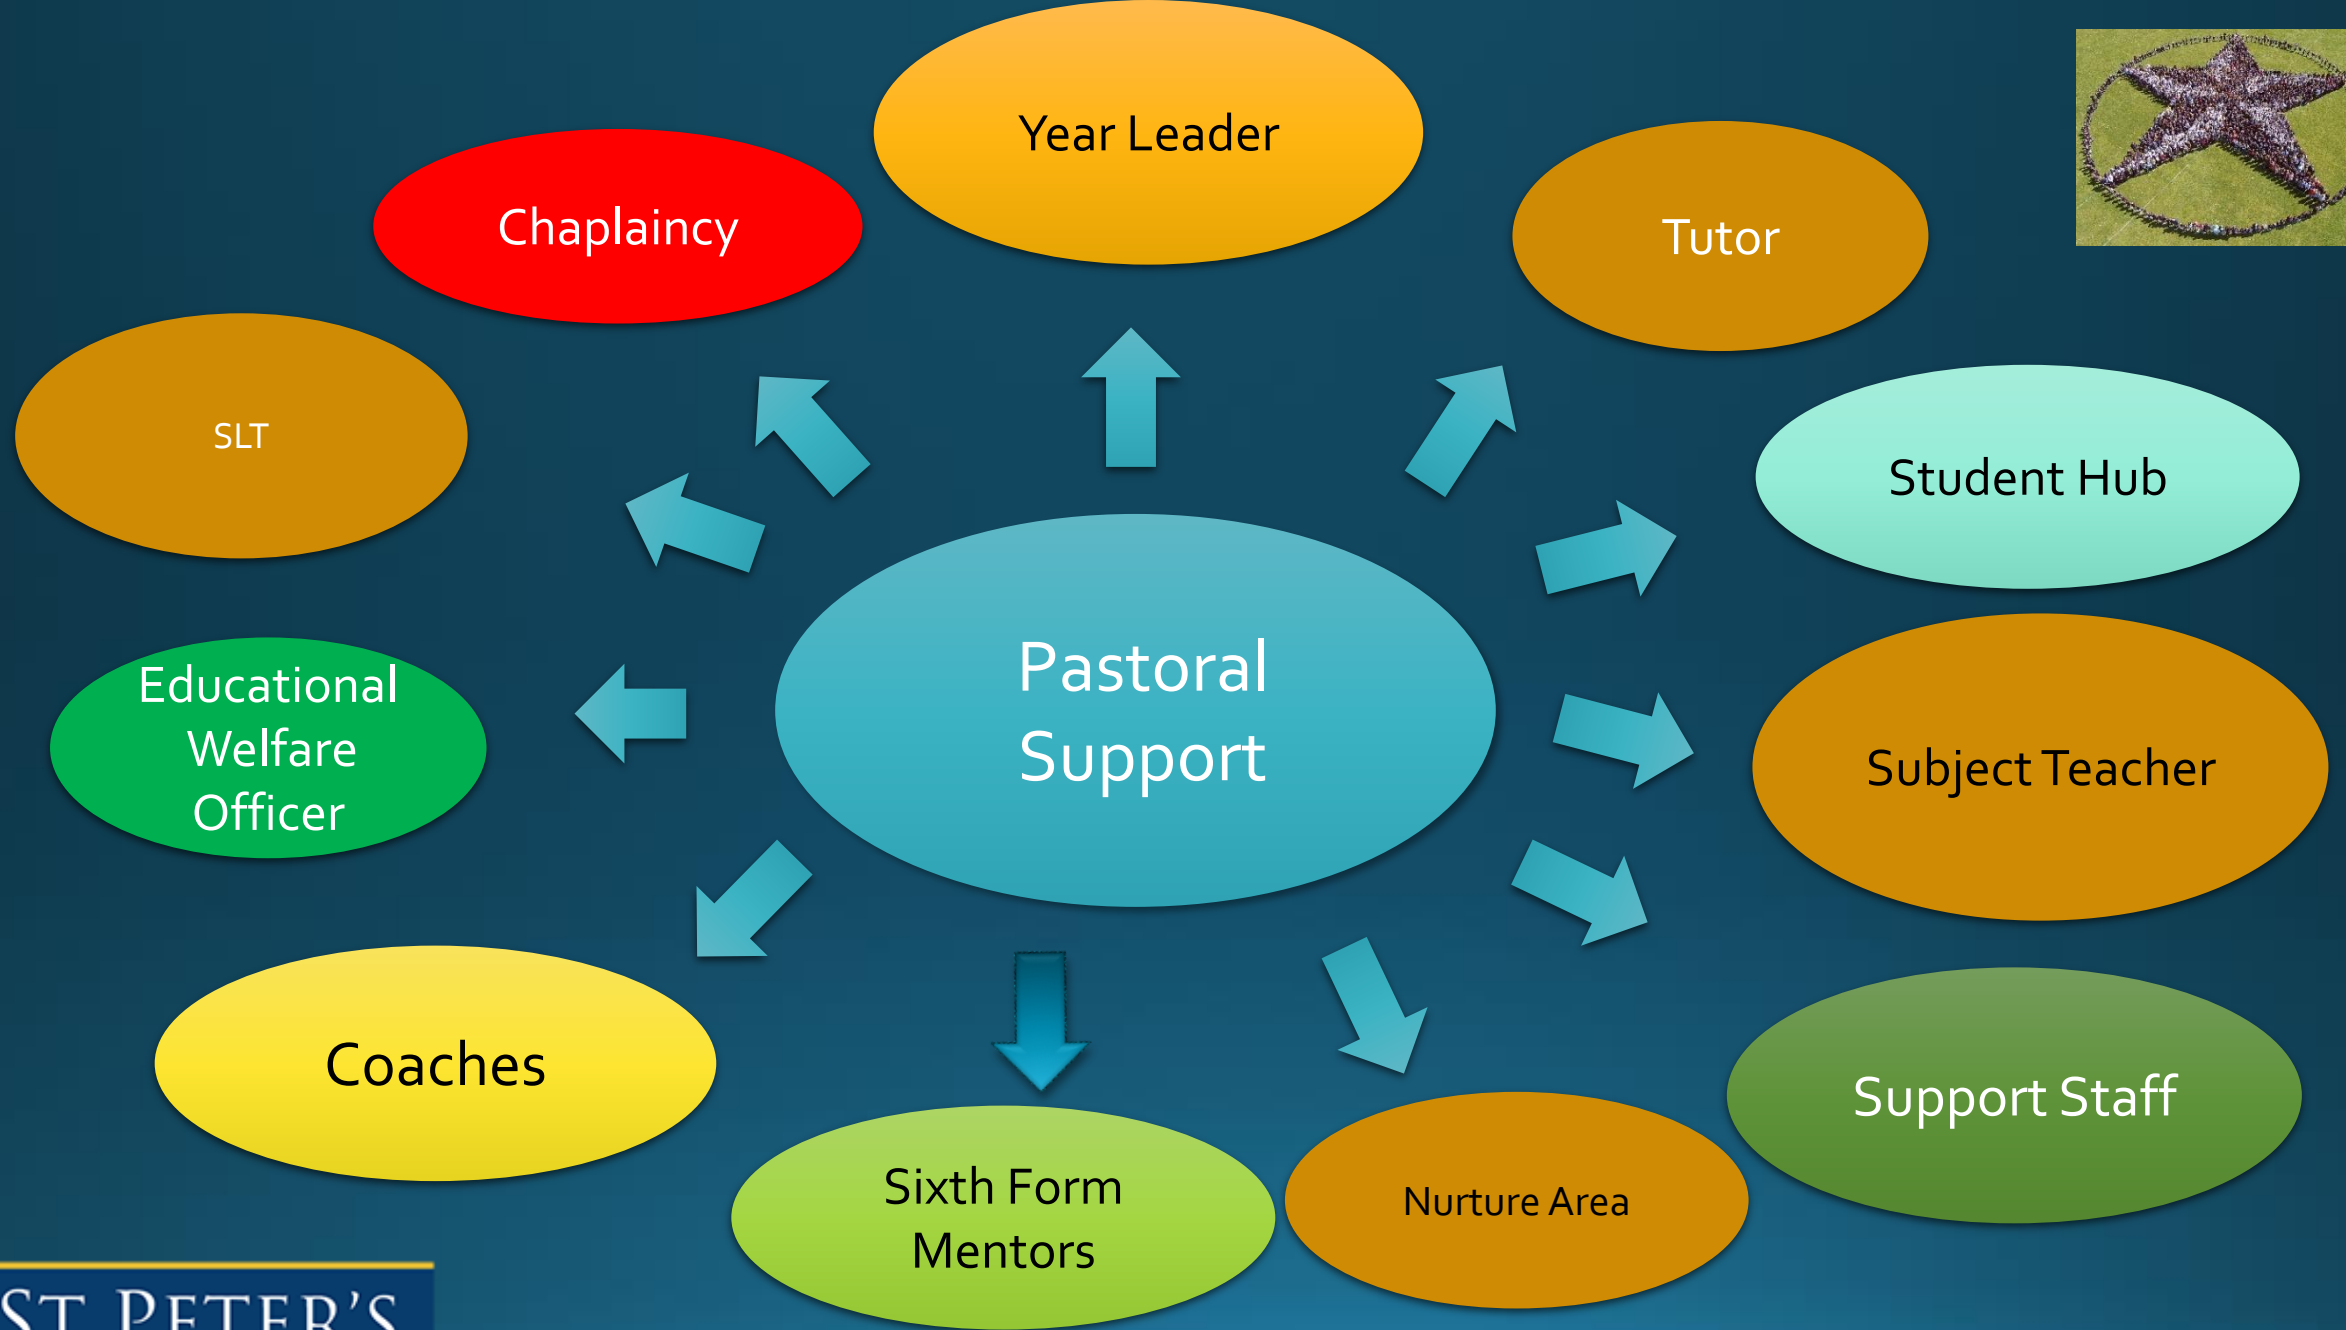 Year Leader
Chaplaincy
Tutor
SLT
Student Hub
Pastoral
Support
Educational
Welfare
Officer
Subject Teacher
Coaches
Support Staff
Sixth Form
Mentors
Nurture Area
ST PETER'S